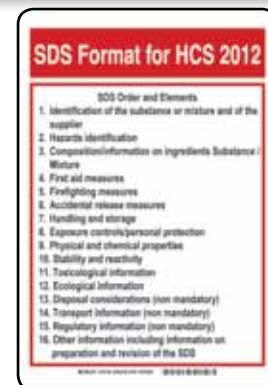 SDS Format for HCS 2012
SDS Order and Elements
1. Identification of the substance or mixture and of the
supplier
2. Hazards identification
3. Composition/information on ingredients Substance /
Mixture
4. First aid measures
5. Firefighting measures
6. Accidental release measures
7. Handling and storage
8. Exposure controls/personal protection
9. Physical and chemical properties
10. Stability and reactivity
11. Toxicological information
12. Ecological information
13. Disposal considerations (non mandatory)
14. Transport information (non mandatory)
15. Regulatory information (non mandatory)
16. Other information including information on
preparation and revision of the SDS